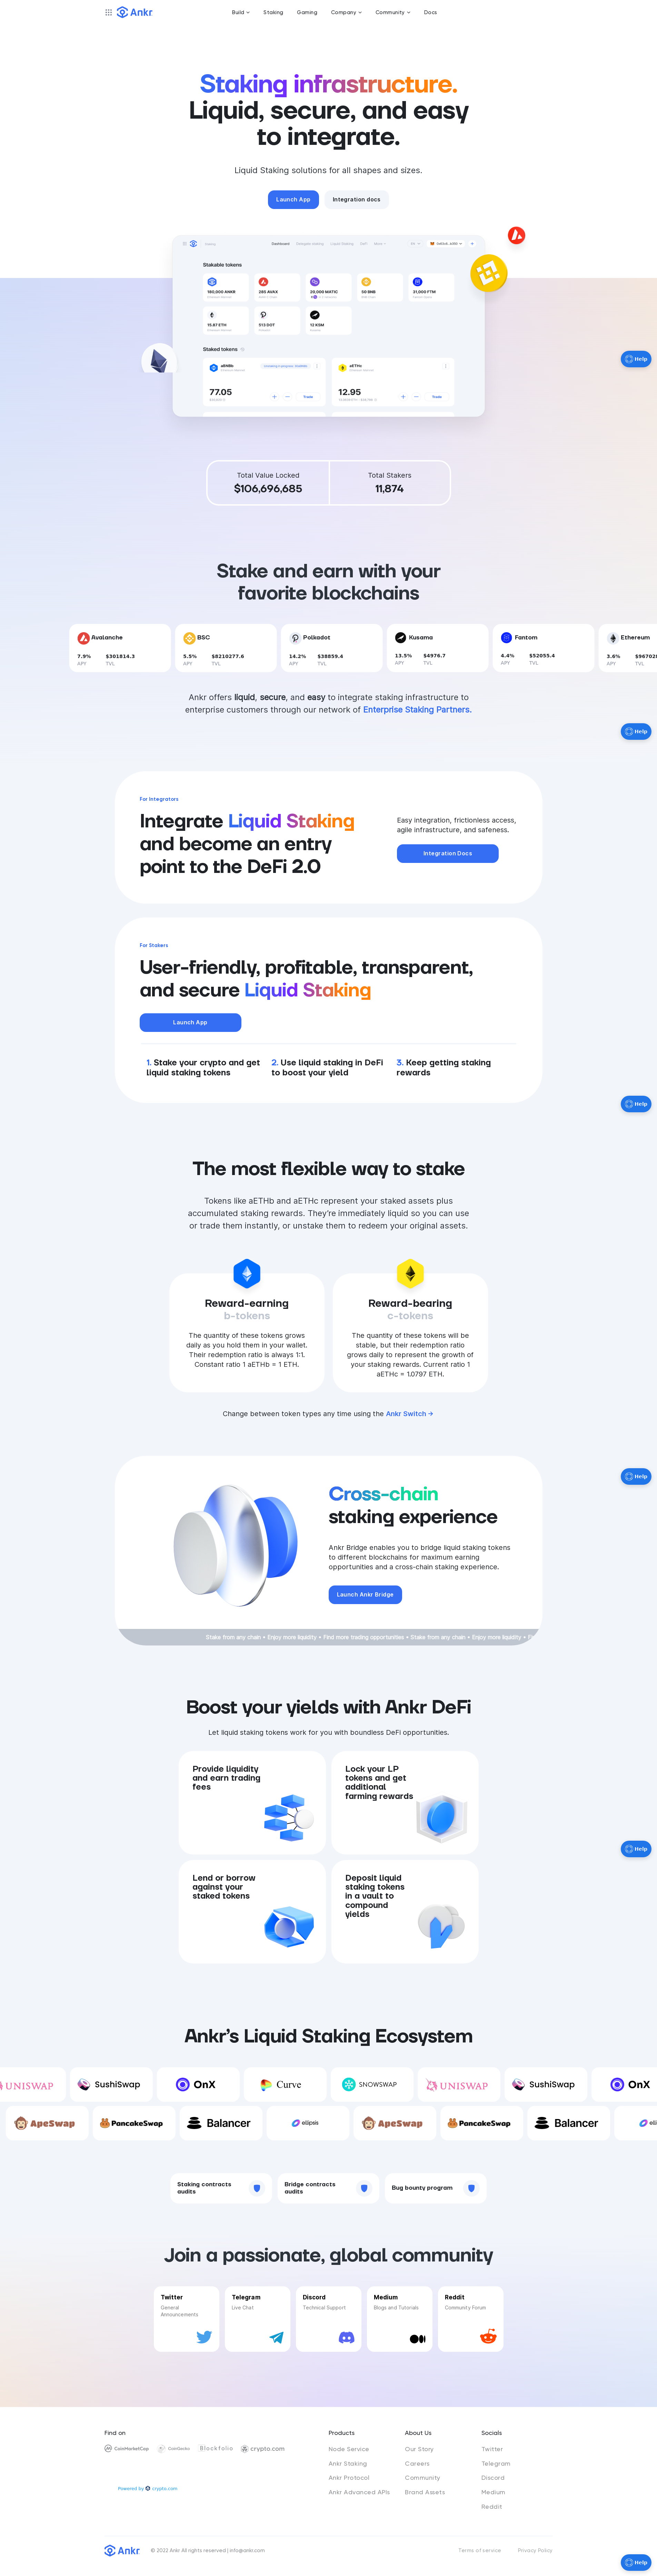 Ankr
Build
Staking
Gaming
Company
Community
Docs
Staking infrastructure.
Liquid, secure, and easy
to integrate.
Liquid Staking solutions for all shapes and sizes.
Launch App
Integration docs
Dashboard
Stakable tokens
180,000 ANKR
285 AVAX
20,000 MATIC
50 BNB
31,000 FTM
15.87 ETH
513 DOT
12 KSM
Staked tokens
aBNBb
77.05
Trade
aETHc
12.95
Trade
Help
Total Value Locked
$106,696,685
Total Stakers
11,874
Stake and earn with your
favorite blockchains
Avalanche
7.9%
$301814.3
APY
TVL
BSC
5.5%
$8210277.6
APY
TVL
Polkadot
14.2%
$38859.4
APY
TVL
Kusama
13.5%
$4976.7
APY
TVL
Fantom
4.4%
$52055.4
APY
TVL
Ethereum
3.6%
APY
TVL
Ankr offers liquid, secure, and easy to integrate staking infrastructure to
enterprise customers through our network of Enterprise Staking Partners.
Help
For Integrators
Integrate Liquid Staking
and become an entry
point to the DeFi 2.0
Easy integration, frictionless access,
agile infrastructure, and safeness.
Integration Docs
For Stakers
User-friendly, profitable, transparent,
and secure Liquid Staking
Launch App
1. Stake your crypto and get
liquid staking tokens
2. Use liquid staking in DeFi
to boost your yield
3. Keep getting staking
rewards
Help
The most flexible way to stake
Tokens like aETHb and aETHc represent your staked assets plus
accumulated staking rewards. They're immediately liquid so you can use
or trade them instantly, or unstake them to redeem your original assets.
Reward-earning
b-tokens
The quantity of these tokens grows
daily as you hold them in your wallet.
Their redemption ratio is always 1:1.
Constant ratio 1 aETHb = 1 ETH.
Reward-bearing
c-tokens
The quantity of these tokens will be
stable, but their redemption ratio
grows daily to represent the growth of
your staking rewards. Current ratio 1
aETHc = 1.0797 ETH.
Change between token types any time using the Ankr Switch →
Help
Cross-chain
staking experience
Ankr Bridge enables you to bridge liquid staking tokens
to different blockchains for maximum earning
opportunities and a cross-chain staking experience.
Launch Ankr Bridge
Stake from any chain • Enjoy more liquidity • Find more trading opportunities • Stake from any chain • Enjoy more liquidity •
Boost your yields with Ankr DeFi
Let liquid staking tokens work for you with boundless DeFi opportunities.
Provide liquidity
and earn trading
fees
Lock your LP
tokens and get
additional
farming rewards
Help
Lend or borrow
against your
staked tokens
Deposit liquid
staking tokens
in a vault to
compound
yields
Ankr's Liquid Staking Ecosystem
UNISWAP
SushiSwap
OnX
Curve
SNOWSWAP
UNISWAP
SushiSwap
OnX
ApeSwap
PancakeSwap
Balancer
ellipsis
ApeSwap
PancakeSwap
Balancer
Staking contracts
audits
Bridge contracts
audits
Bug bounty program
Join a passionate, global community
Twitter
General
Announcements
Telegram
Live Chat
Discord
Technical Support
Medium
Blogs and Tutorials
Reddit
Community Forum
Find on
CoinMarketCap
CoinGecko
Blockfolio
crypto.com
Powered by crypto.com
Products
Node Service
Ankr Staking
Ankr Protocol
Ankr Advanced APIs
About Us
Our Story
Careers
Community
Brand Assets
Socials
Twitter
Telegram
Discord
Medium
Reddit
Ankr
© 2022 Ankr All rights reserved | info@ankr.com
Terms of service
Privacy Policy
Help